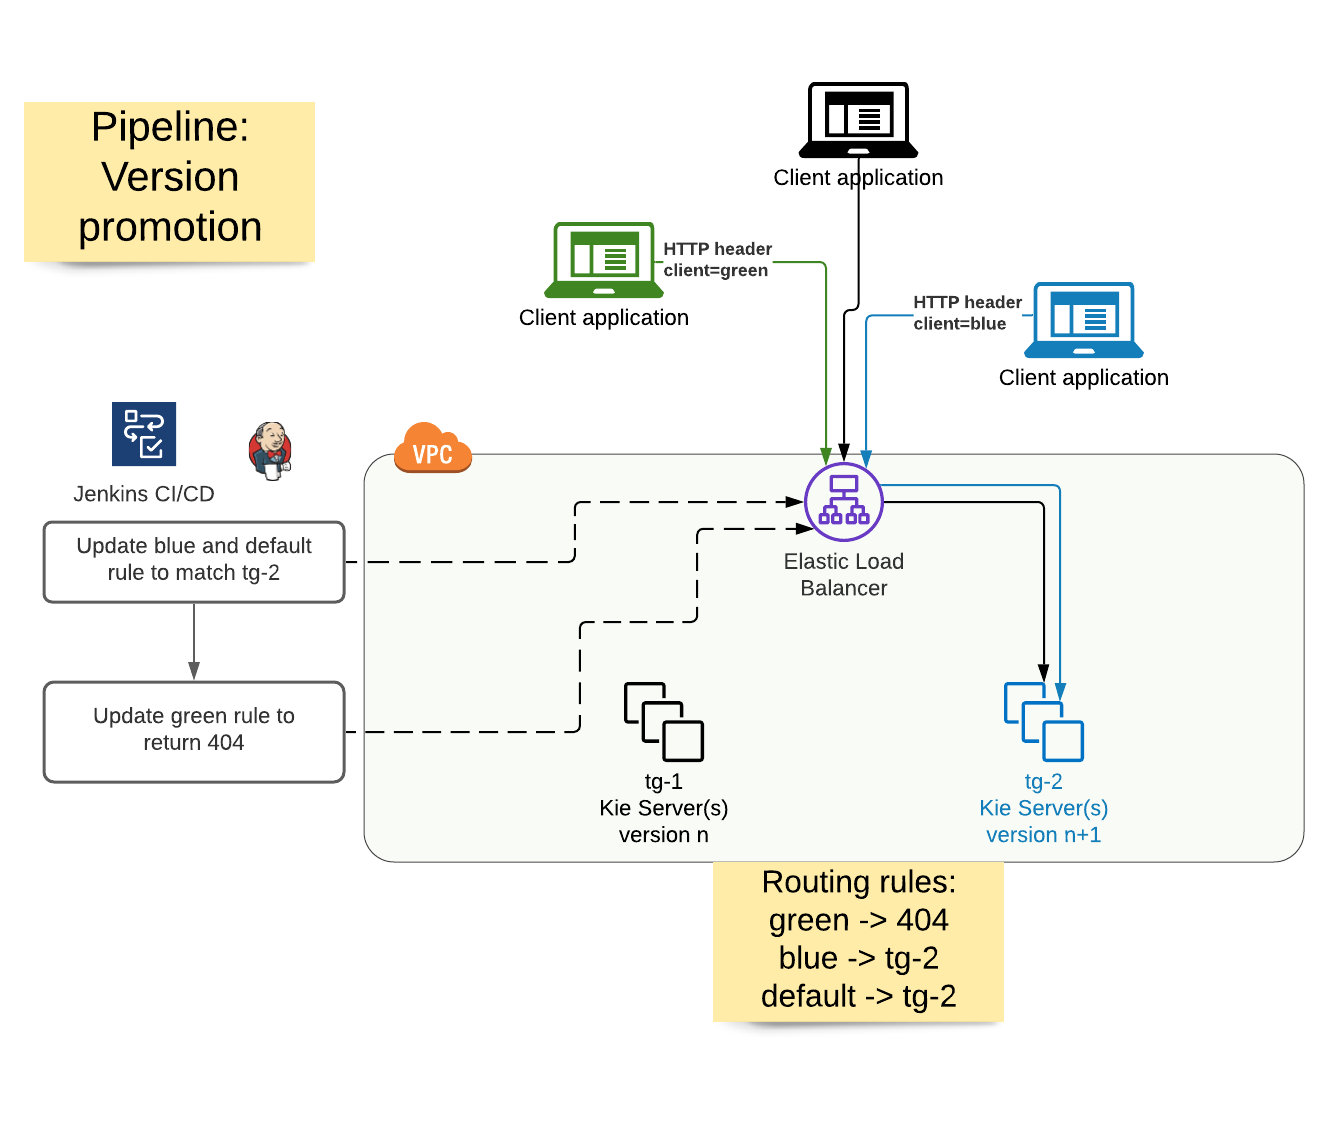 Pipeline:
Version
promotion
Client application
HTTP header
client=green
Client application
HTTP header
client=blue
Client application
Jenkins CI/CD
VPC
Update blue and default
rule to match tg-2
Elastic Load
Balancer
Update green rule to
return 404
tg-1
Kie Server(s)
version n
tg-2
Kie Server(s)
version n+1
Routing rules:
green -> 404
blue -> tg-2
default -> tg-2